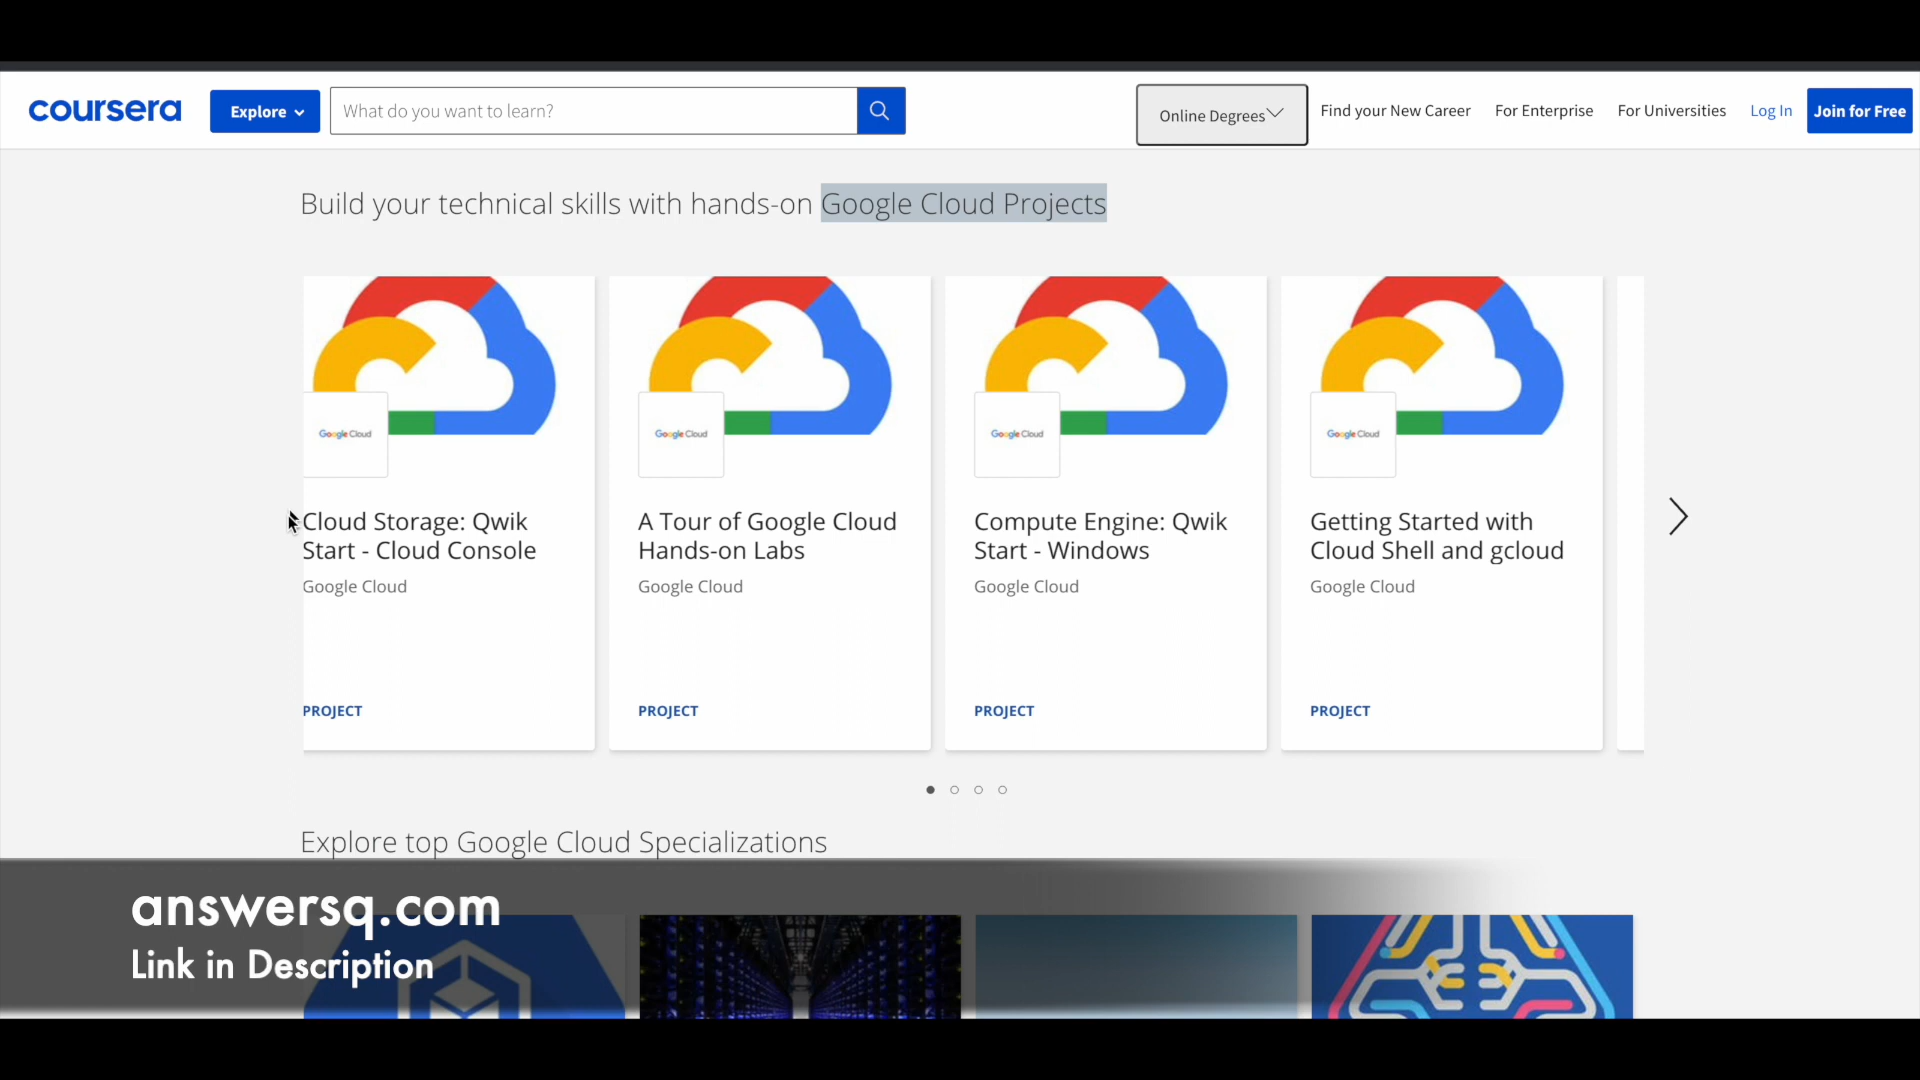 coursera
Explore
What do you want to learn?
Online Degrees
Find your New Career
For Enterprise
For Universities
Log In
Join for Free
Build your technical skills with hands-on Google Cloud Projects
Google Cloud
Google Cloud
Google Cloud
Google Cloud
Cloud Storage: Qwik
Start - Cloud Console
Google Cloud
PROJECT
A Tour of Google Cloud
Hands-on Labs
Google Cloud
PROJECT
Compute Engine: Qwik
Start - Windows
Google Cloud
PROJECT
Getting Started with
Cloud Shell and gcloud
Google Cloud
PROJECT
Explore top Google Cloud Specializations
answersq.com
Link in Description